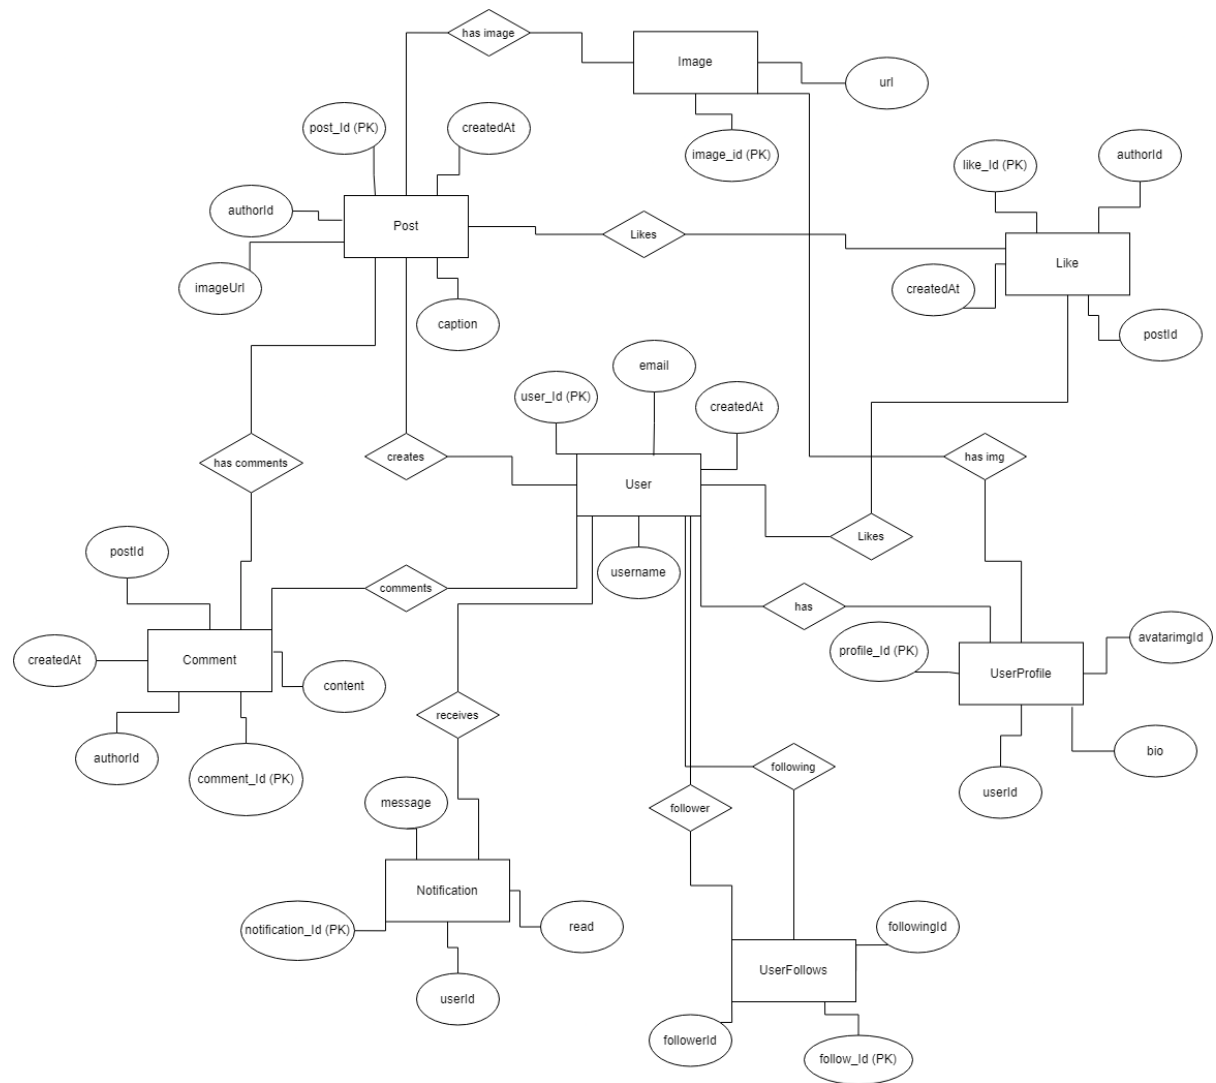 has image
Image
url
post_Id (PK)
createdAt
image_id (PK)
like_Id (PK)
authorId
authorId
Post
Likes
Like
imageUrl
createdAt
caption
postId
email
user_Id (PK)
createdAt
has comments
creates
has img
User
Likes
postId
username
comments
has
avatarimgId
createdAt
Comment
profile_Id (PK)
UserProfile
content
receives
authorId
comment_Id (PK)
bio
following
userId
message
follower
Notification
notification_Id (PK)
read
followingId
UserFollows
userId
followerId
follow_Id (PK)